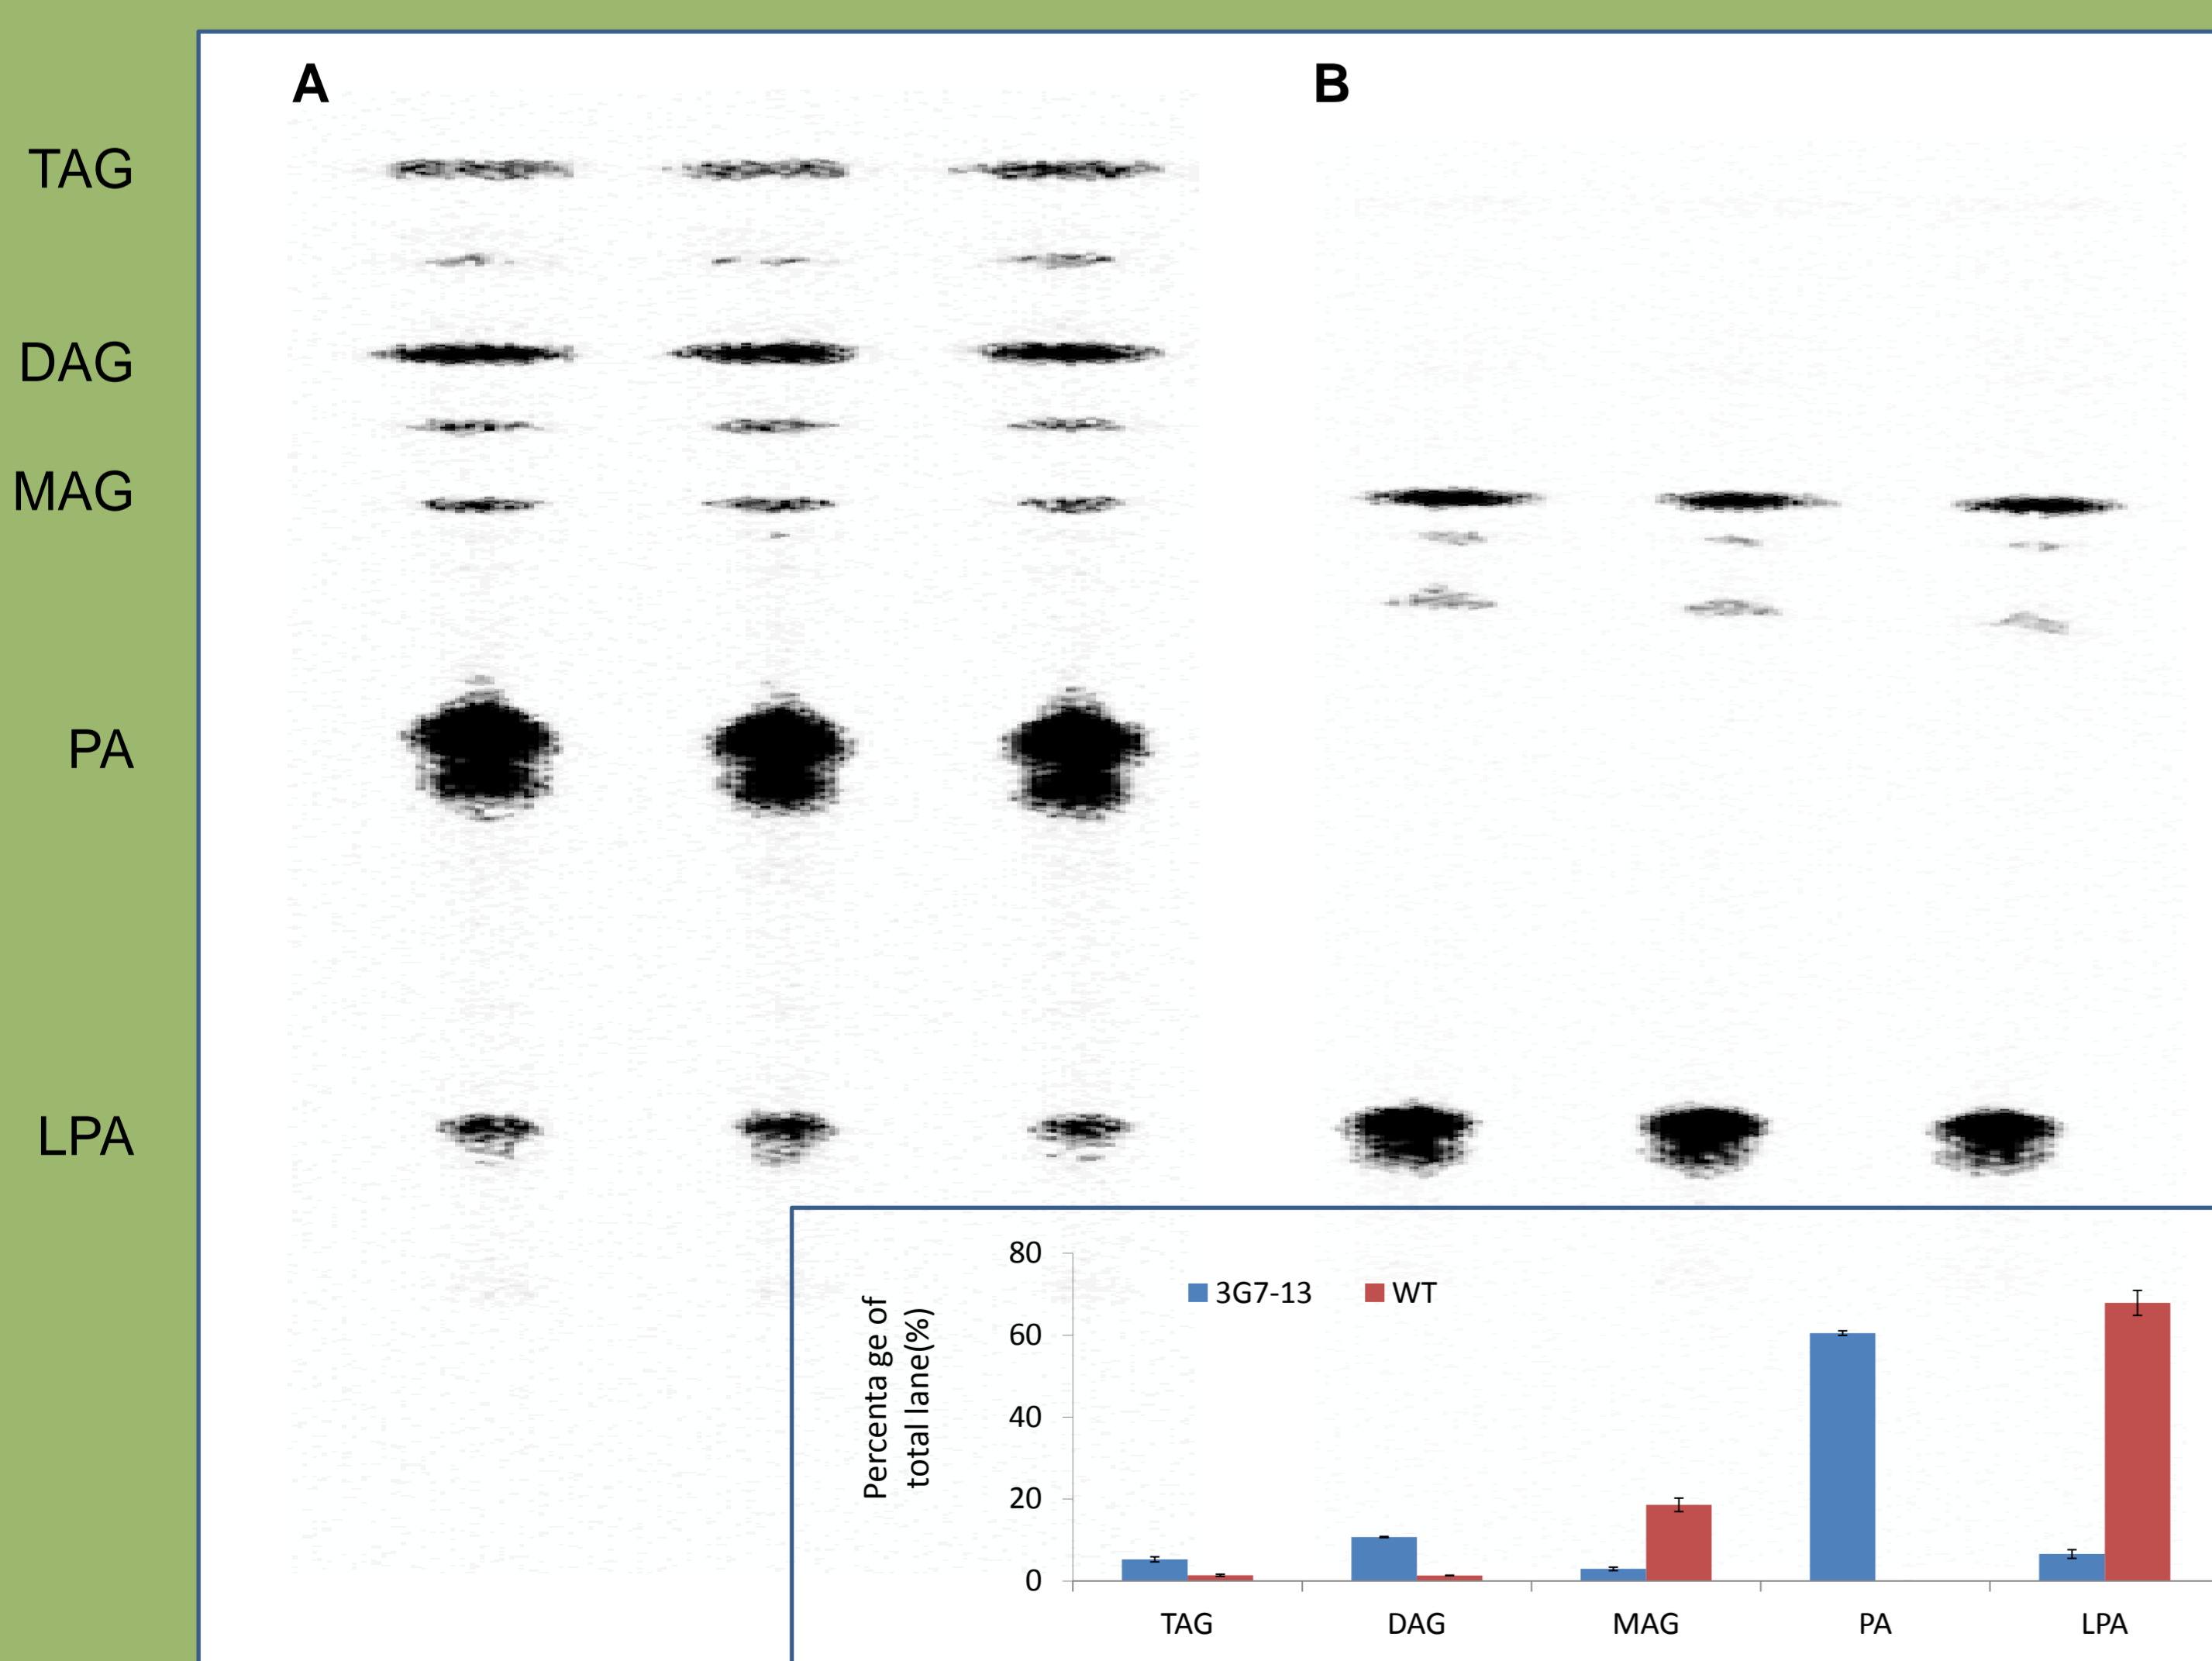 A
B
TAG
DAG
MAG
PA
LPA
Percenta ge of
total lane(%)
80
60
40
20
0
3G7-13
WT
TAG
DAG
MAG
PA
LPA